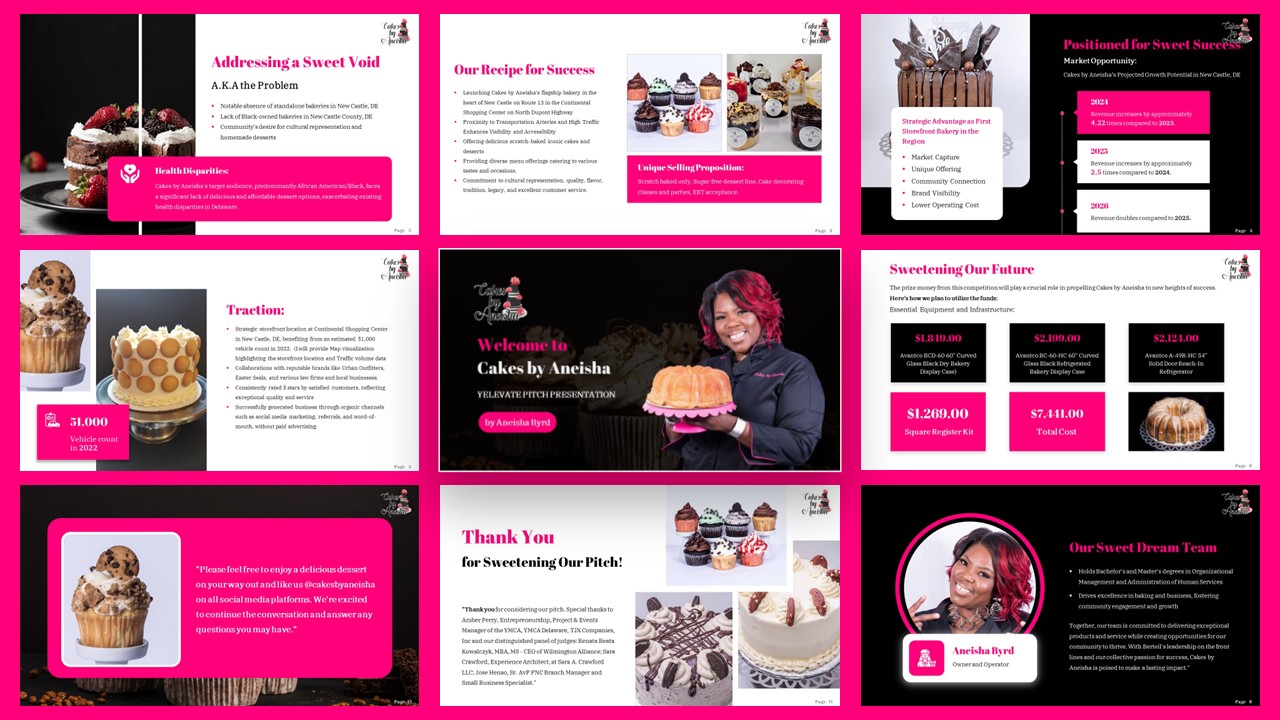 Cakes
by
Aneisha
Addressing a Sweet Void
A.K.A the Problem
Notable absence of standalone bakeries in New Castle, DE
Lack of Black-owned bakeries in New Castle County, DE
Community's desire for cultural representation and
homemade desserts
Health Disparities:
Cakes by Aneisha's target audience, predominantly African American/Black, faces
a significant lack of delicious and affordable dessert options, exacerbating existing
health disparities in Delaware.
Page 2
Cakes
by
Aneisha
Our Recipe for Success
Launching Cakes by Aneisha's flagship bakery in the
heart of New Castle on Route 13 in the Continental
Shopping Center on North Dupont Highway
Proximity to Transportation Arteries and High Traffic
Enhances Visibility and Accessibility
Offering delicious scratch-baked iconic cakes and
desserts
Providing diverse menu offerings catering to various
tastes and occasions.
Commitment to cultural representation, quality, flavor,
tradition, legacy, and excellent customer service.
Unique Selling Proposition:
Scratch baked only, Sugar free dessert line, Cake decorating
classes and parties, EBT acceptance.
Page 3
Cakes
by
Aneisha
Positioned for Sweet Success
Market Opportunity:
Cakes by Aneisha's Projected Growth Potential in New Castle, DE
Strategic Advantage as First
Storefront Bakery in the
Region
Market Capture
Unique Offering
Community Connection
Brand Visibility
Lower Operating Cost
2024
Revenue increases by approximately
4.22 times compared to 2023.
2025
Revenue increases by approximately
2.5 times compared to 2024.
2026
Revenue doubles compared to 2025.
Page 4
Cakes
by
Aneisha
Traction:
Strategic storefront location at Continental Shopping Center
in New Castle, DE, benefiting from an estimated 51,000
vehicle count in 2022. (I will provide Map visualization
highlighting the storefront location and Traffic volume data
Collaborations with reputable brands like Urban Outfitters,
Easter Seals, and various law firms and local businesses.
Consistently rated 5 stars by satisfied customers, reflecting
exceptional quality and service
Successfully generated business through organic channels
such as social media marketing, referrals, and word-of-
mouth, without paid advertising.
51,000
Vehicle count
in 2022
Page 5
Cakes
by
Aneisha
Welcome to
Cakes by Aneisha
YELEVATE PITCH PRESENTATION
by Aneisha Byrd
Cakes
by
Aneisha
Sweetening Our Future
The prize money from this competition will play a crucial role in propelling Cakes by Aneisha to new heights of success.
Here's how we plan to utilize the funds:
Essential Equipment and Infrastructure:
$1,849.00
Avantco BCD-60 60" Curved
Glass Black Dry Bakery
Display Case)
$2,199.00
Avantco BC-60-HC 60" Curved
Glass Black Refrigerated
Bakery Display Case
$2,124.00
Avantco A-49R-HC 54"
Solid Door Reach-In
Refrigerator
$1,269.00
Square Register Kit
$7,441.00
Total Cost
Page
Cakes
by
Aneisha
"Please feel free to enjoy a delicious dessert
on your way out and like us @cakesbyaneisha
on all social media platforms. We're excited
to continue the conversation and answer any
questions you may have."
Page
Cakes
by
Aneisha
Thank You
for Sweetening Our Pitch!
"Thank you for considering our pitch. Special thanks to
Amber Perry, Entrepreneurship, Project & Events
Manager of the YMCA, YMCA Delaware, TJX Companies,
Inc and our distinguished panel of judges: Renata Beata
Kowalczyk, MBA, MS - CEO of Wilmington Alliance; Sara
Crawford, Experience Architect, at Sara A. Crawford
LLC; Jose Henao, Sr. AvP PNC Branch Manager and
Small Business Specialist."
Page 11
Cakes
by
Aneisha
Our Sweet Dream Team
Holds Bachelor's and Master's degrees in Organizational
Management and Administration of Human Services
Drives excellence in baking and business, fostering
community engagement and growth
Together, our team is committed to delivering exceptional
products and service while creating opportunities for our
community to thrive. With Berteil's leadership on the front
lines and our collective passion for success, Cakes by
Aneisha is poised to make a lasting impact."
Aneisha Byrd
Owner and Operator
Page